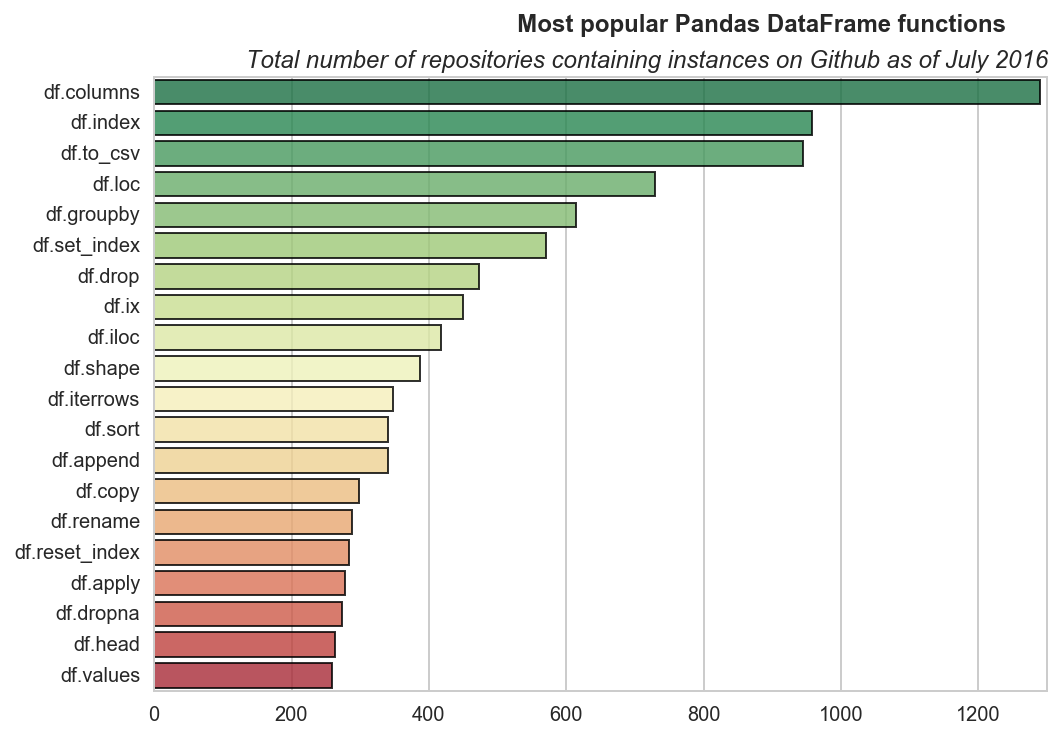 Most popular Pandas DataFrame functions
Total number of repositories containing instances on Github as of July 2016
df.columns
df.index
df.to_csv
df.loc
df.groupby
df.set_index
df.drop
df.ix
df.iloc
df.shape
df.iterrows
df.sort
df.append
df.copy
df.rename
df.reset_index
df.apply
df.dropna
df.head
df.values
0 200 400 600 800 1000 1200